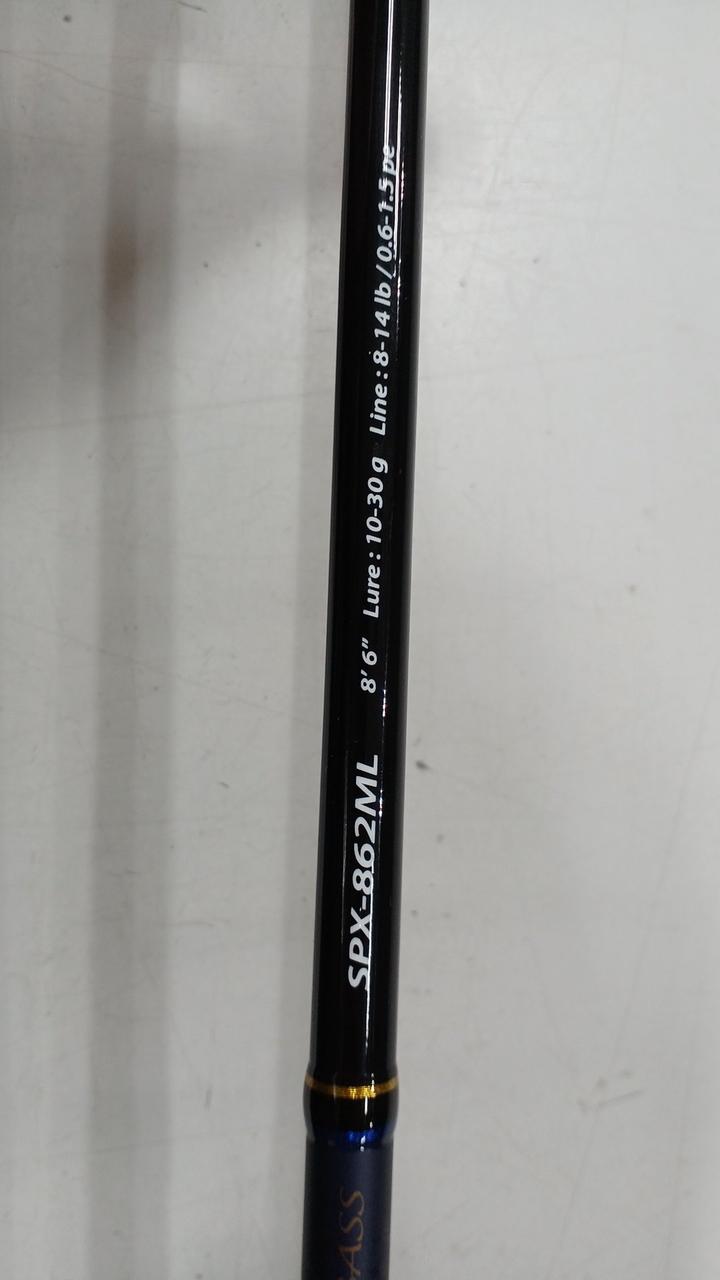 SPX-862ML 8' 6" Lure : 10-30 g Line : 8-14 lb / 0.6-1.5 pe